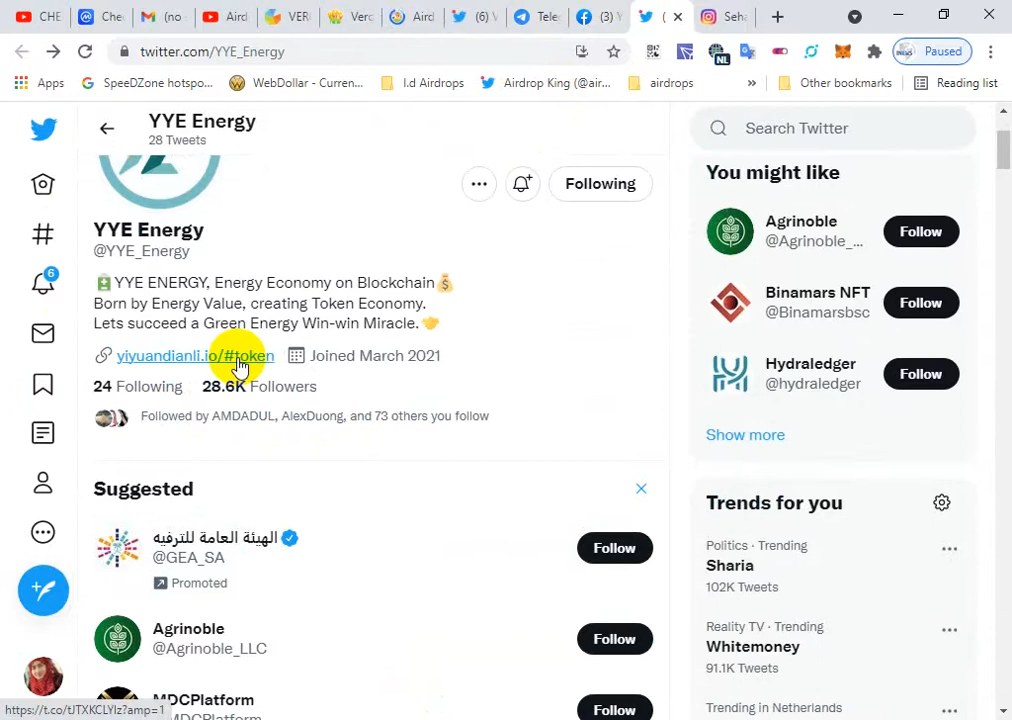 CHE
Che
(no
Aird
VER
Verc
Aird
(6) V
Tele
(3) Y
(
Seha
twitter.com/YYE_Energy
NL
Paused
Apps
SpeeDZone hotspo...
WebDollar - Curren...
I.d Airdrops
Airdrop King (@air...
airdrops
»
Other bookmarks
Reading list
YYE Energy
28 Tweets
Search Twitter
Following
YYE Energy
@YYE_Energy
YYE ENERGY, Energy Economy on Blockchain
Born by Energy Value, creating Token Economy.
Lets succeed a Green Energy Win-win Miracle.
yiyuandianli.io/#token
Joined March 2021
24 Following
28.6K Followers
Followed by AMDADUL, AlexDuong, and 73 others you follow
Suggested
الهيئة العامة للترفيه
@GEA_SA
Promoted
Follow
Agrinoble
@Agrinoble_LLC
Follow
MDCPlatform
Follow
6
You might like
Agrinoble
@Agrinoble_...
Follow
Binamars NFT
@Binamarsbsc
Follow
Hydraledger
@hydraledger
Follow
Show more
Trends for you
Politics · Trending
Sharia
102K Tweets
Reality TV · Trending
Whitemoney
91.1K Tweets
Trending in Netherlands
https://t.co/tJTXKCLYlz?amp=1